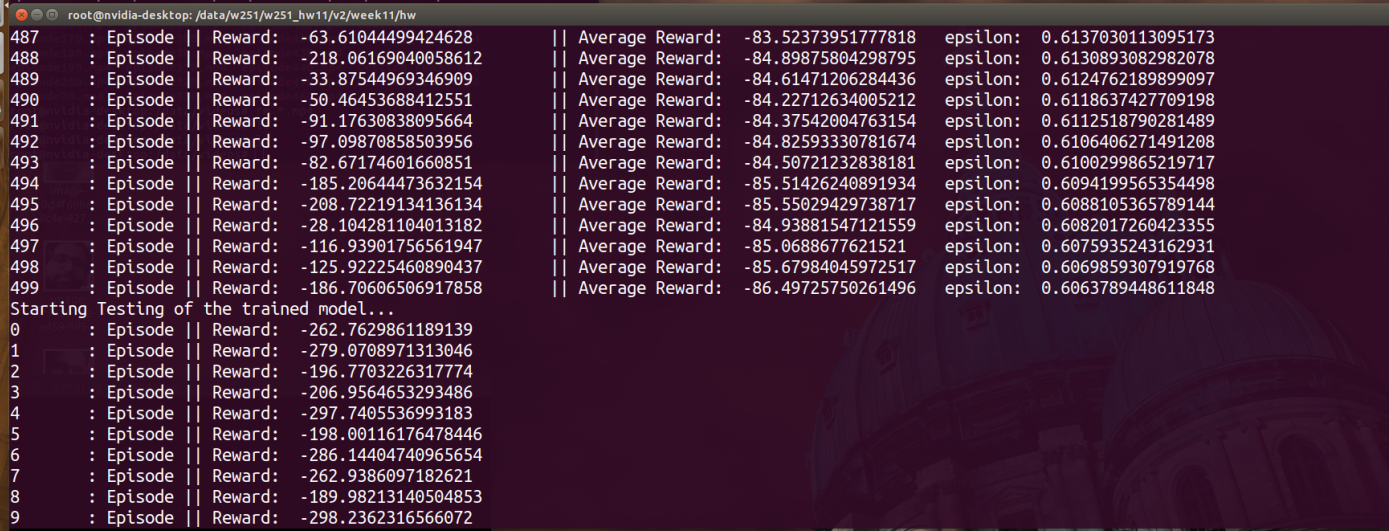 root@nvidia-desktop: /data/w251/w251_hw11/v2/week11/hw
487 : Episode || Reward: -63.61044499424628 || Average Reward: -83.52373951777818 epsilon: 0.6137030113095173
488 : Episode || Reward: -218.06169040058612 || Average Reward: -84.89875804298795 epsilon: 0.6130893082982078
489 : Episode || Reward: -33.87544969346909 || Average Reward: -84.61471206284436 epsilon: 0.6124762189899097
490 : Episode || Reward: -50.46453688412551 || Average Reward: -84.22712634005212 epsilon: 0.6118637427709198
491 : Episode || Reward: -91.17630838095664 || Average Reward: -84.37542004763154 epsilon: 0.6112518790281489
492 : Episode || Reward: -97.09870858503956 || Average Reward: -84.82593330781674 epsilon: 0.6106406271491208
493 : Episode || Reward: -82.67174601660851 || Average Reward: -84.50721232838181 epsilon: 0.6100299865219717
494 : Episode || Reward: -185.20644473632154 || Average Reward: -85.51426240891934 epsilon: 0.6094199565354498
495 : Episode || Reward: -208.72219134136134 || Average Reward: -85.55029429738717 epsilon: 0.6088105365789144
496 : Episode || Reward: -28.104281104013182 || Average Reward: -84.93881547121559 epsilon: 0.6082017260423355
497 : Episode || Reward: -116.93901756561947 || Average Reward: -85.0688677621521 epsilon: 0.6075935243162931
498 : Episode || Reward: -125.92225460890437 || Average Reward: -85.67984045972517 epsilon: 0.6069859307919768
499 : Episode || Reward: -186.70606506917858 || Average Reward: -86.49725750261496 epsilon: 0.6063789448611848
Starting Testing of the trained model...
0 : Episode || Reward: -262.7629861189139
1 : Episode || Reward: -279.0708971313046
2 : Episode || Reward: -196.7703226317774
3 : Episode || Reward: -206.9564653293486
4 : Episode || Reward: -297.7405536993183
5 : Episode || Reward: -198.00116176478446
6 : Episode || Reward: -286.14404740965654
7 : Episode || Reward: -262.9386097182621
8 : Episode || Reward: -189.98213140504853
9 : Episode || Reward: -298.2362316566072